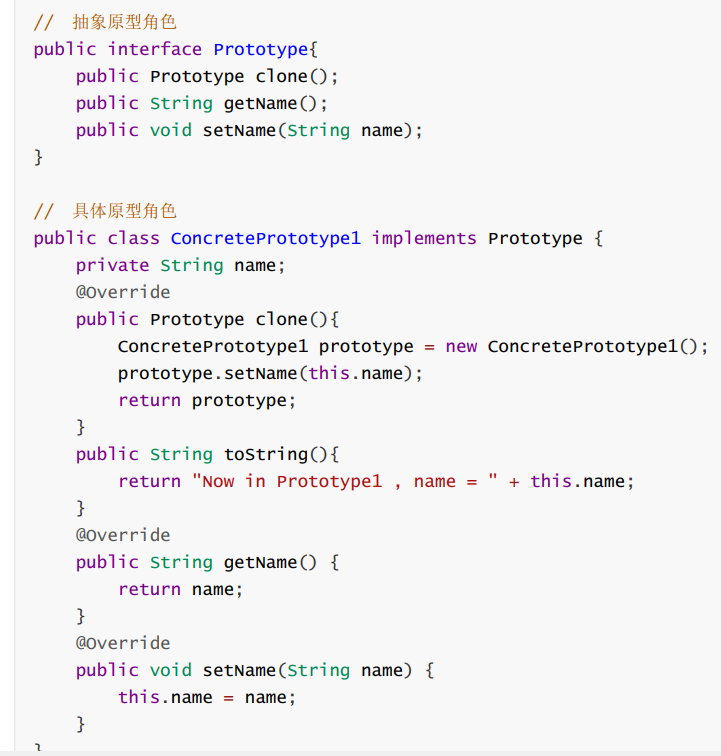 //  抽象原型角色
public interface Prototype{
    public Prototype clone();
    public String getName();
    public void setName(String name);
}

//  具体原型角色
public class ConcretePrototype1 implements Prototype {
    private String name;
    @Override
    public Prototype clone(){
        ConcretePrototype1 prototype = new ConcretePrototype1();
        prototype.setName(this.name);
        return prototype;
    }
    public String toString(){
        return "Now in Prototype1 , name = " + this.name;
    }
    @Override
    public String getName() {
        return name;
    }
    @Override
    public void setName(String name) {
        this.name = name;
    }
}